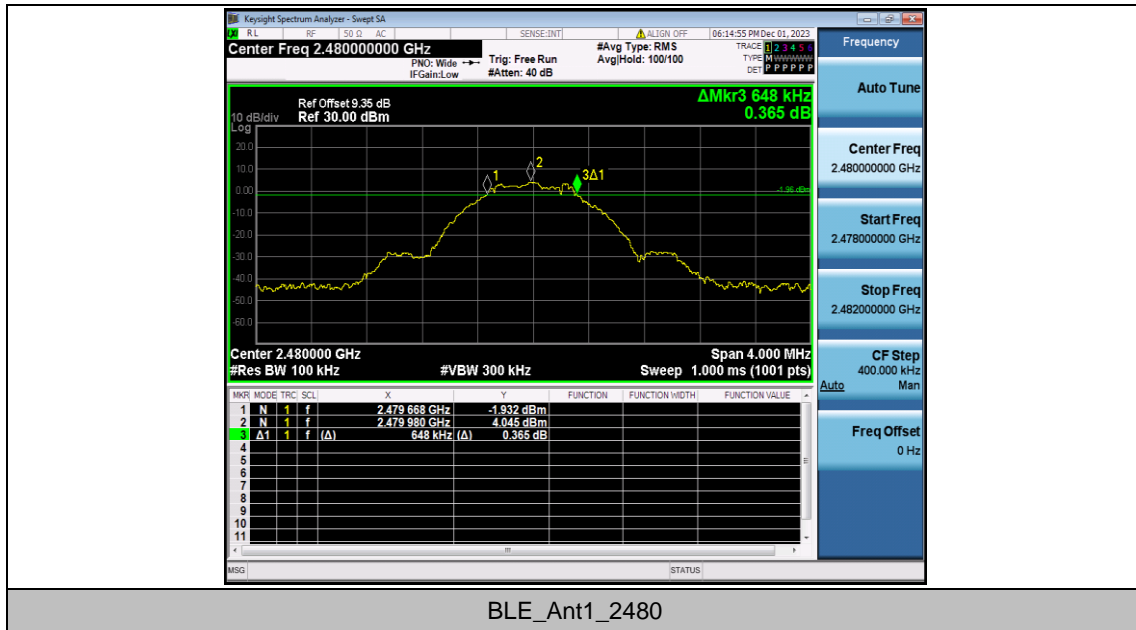 Keysight Spectrum Analyzer - Swept SA
RL RF 50 Ω AC SENSE:INT ALIGN OFF 06:14:55 PM Dec 01, 2023
Center Freq 2.480000000 GHz
PNO: Wide
IFGain:Low
Trig: Free Run
#Atten: 40 dB
#Avg Type: RMS
Avg|Hold: 100/100
TRACE 1 2 3 4 5 6
TYPE M WWWWW
DET P P P P P P
Frequency
Auto Tune
Center Freq
2.480000000 GHz
Start Freq
2.478000000 GHz
Stop Freq
2.482000000 GHz
CF Step
400.000 kHz
Auto Man
Freq Offset
0 Hz
ΔMkr3 648 kHz
0.365 dB
Ref Offset 9.35 dB
10 dB/div Ref 30.00 dBm
Log
20.0
10.0
0.00
-10.0
-20.0
-30.0
-40.0
-50.0
-60.0
1
2
3Δ1
-1.96 dBm
Center 2.480000 GHz Span 4.000 MHz
#Res BW 100 kHz #VBW 300 kHz Sweep 1.000 ms (1001 pts)
MKR MODE TRC SCL X Y FUNCTION FUNCTION WIDTH FUNCTION VALUE
1 N 1 f 2.479 668 GHz -1.932 dBm
2 N 1 f 2.479 980 GHz 4.045 dBm
3 Δ1 1 f (Δ) 648 kHz (Δ) 0.365 dB
4
5
6
7
8
9
10
11
MSG STATUS
BLE_Ant1_2480